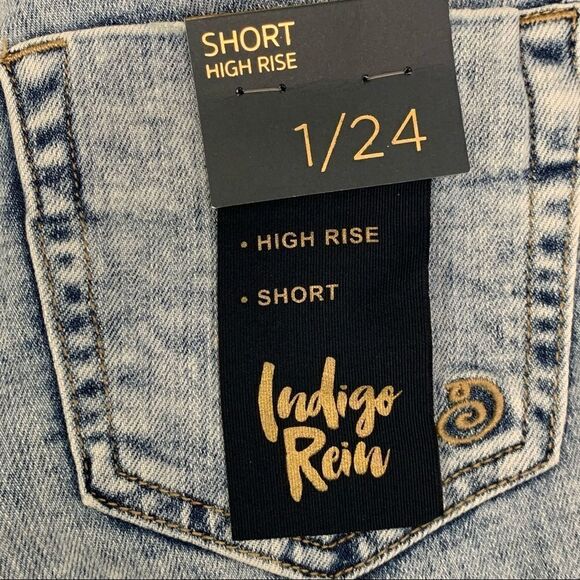 SHORT
HIGH RISE
1/24
• HIGH RISE
• SHORT
Indigo
Rein